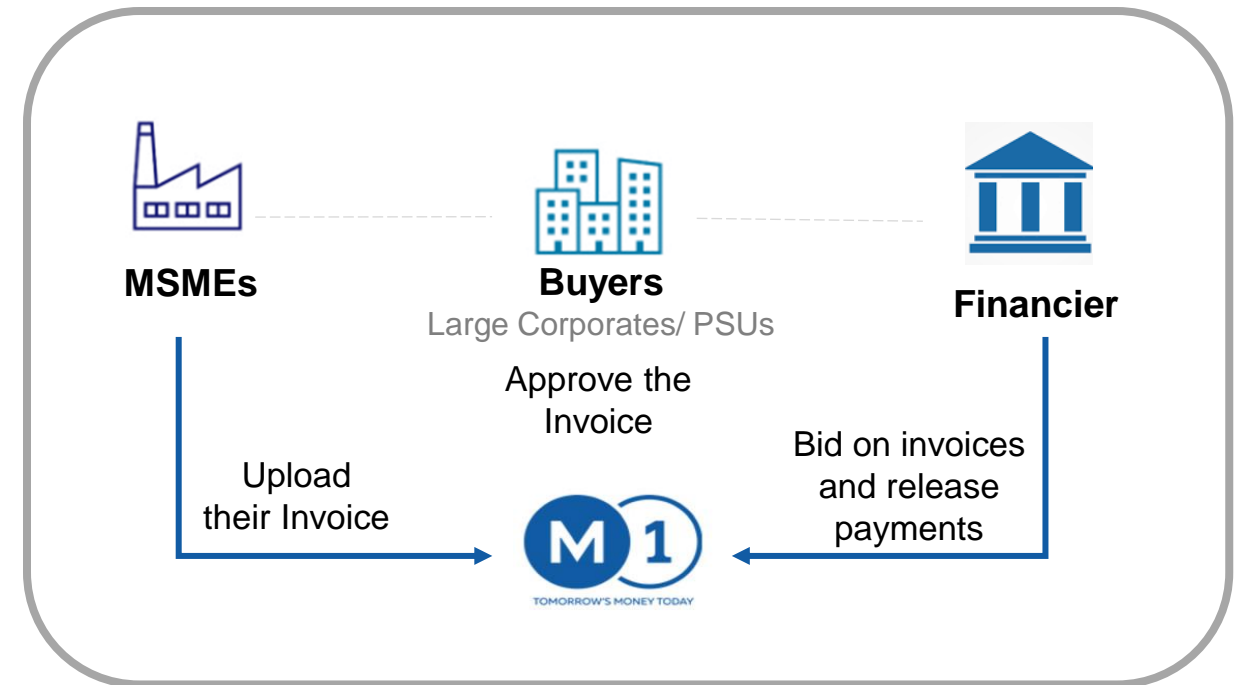 MSMEs
Buyers
Large Corporates/ PSUs
Approve the
Invoice
Financier
Upload
their Invoice
Bid on invoices
and release
payments
M 1
TOMORROW'S MONEY TODAY